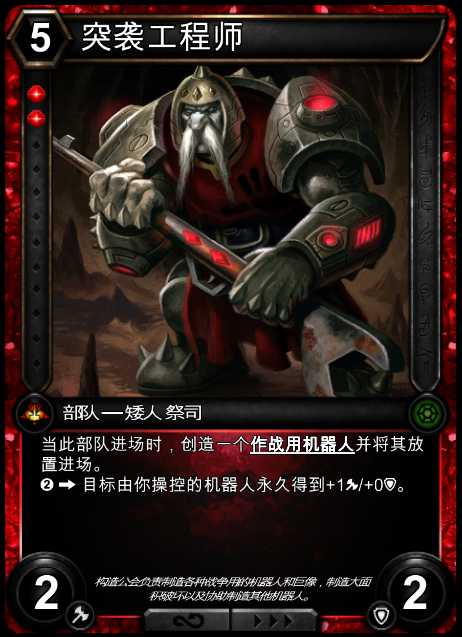 5 突袭工程师
部队 — 矮人 祭司
当此部队进场时，创造一个作战用机器人并将其放
置进场。
❷ ➡ 目标由你操控的机器人永久得到+1/+0。
构造公会负责制造各种战争用的机器人和巨像，制造大面
积破坏以及协助制造其他机器人。
2 2